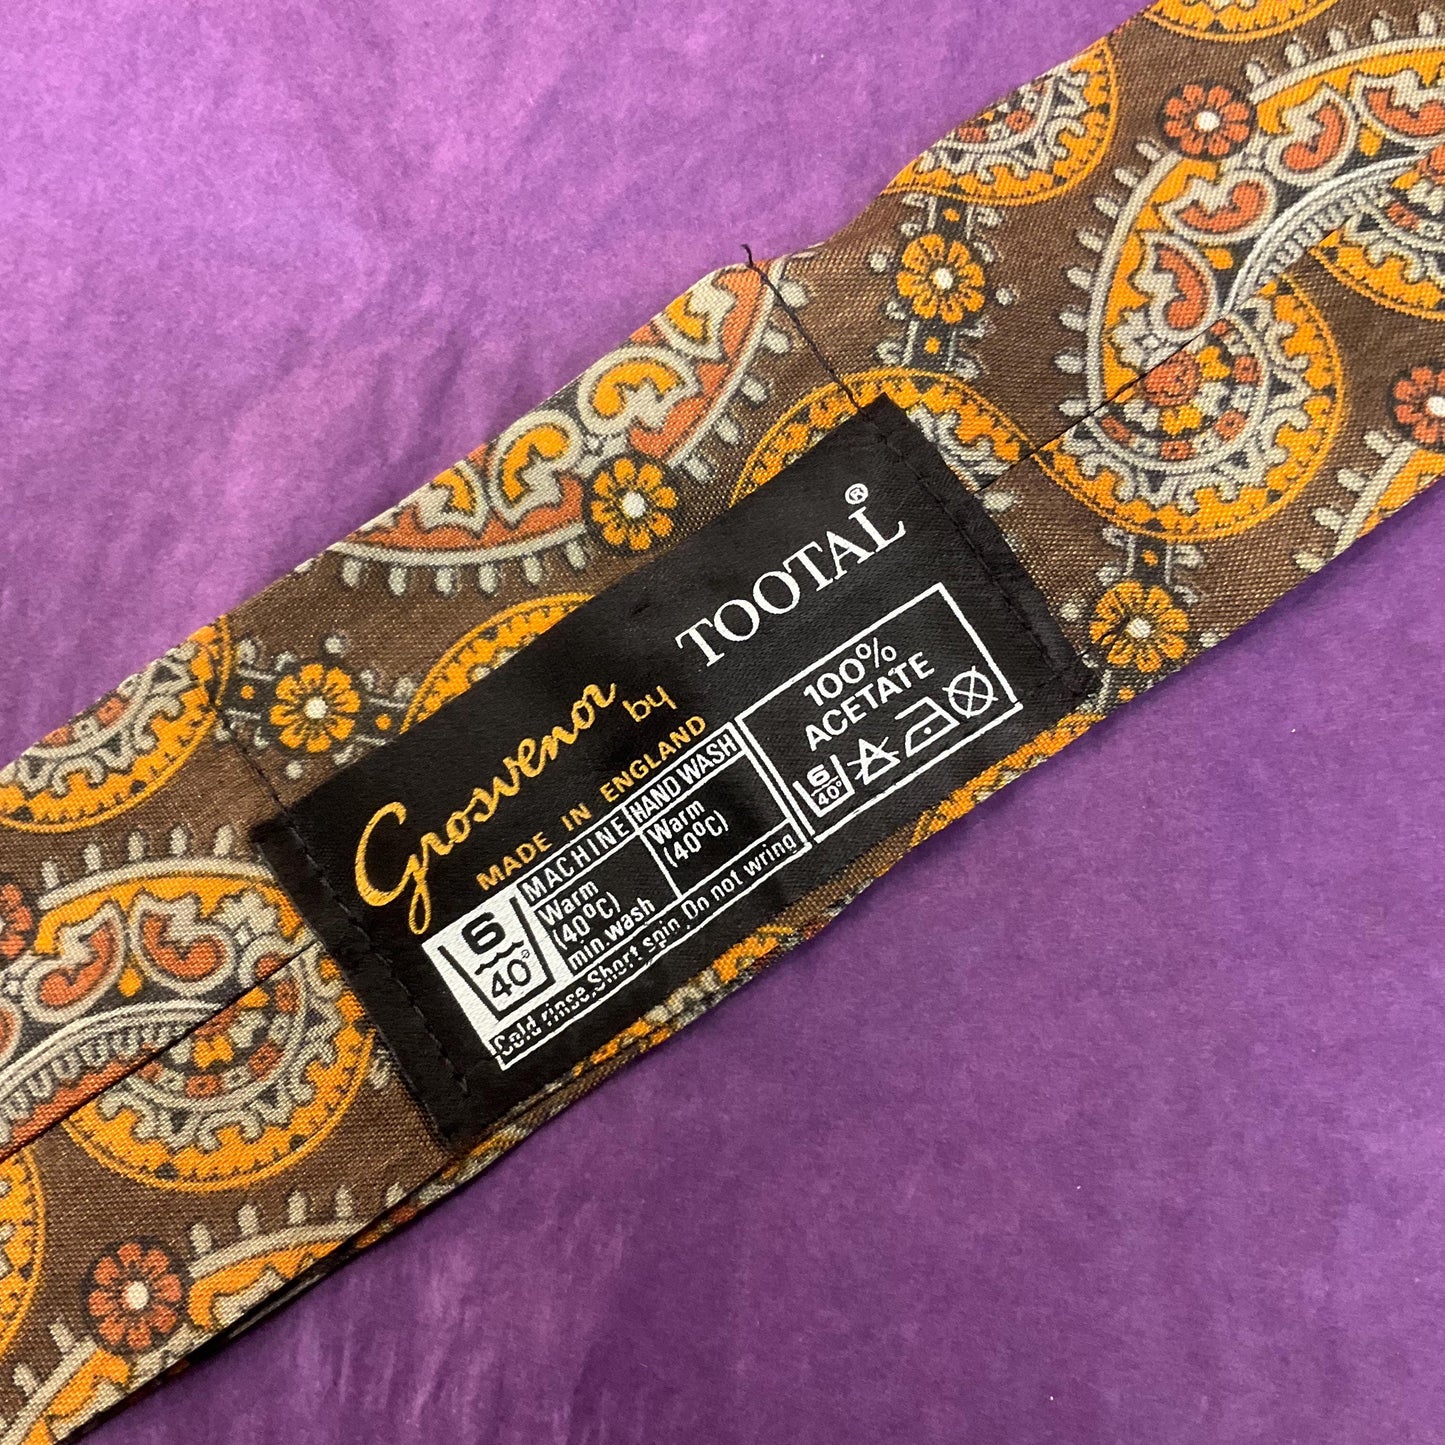 TOOTAL®
Grosvenor
by
MADE IN ENGLAND
6
40°
MACHINE
Warm
(40°C)
min.wash
HAND WASH
Warm
(40°C)
Cold rinse,Short spin,Do not wring
100%
ACETATE
6
40°